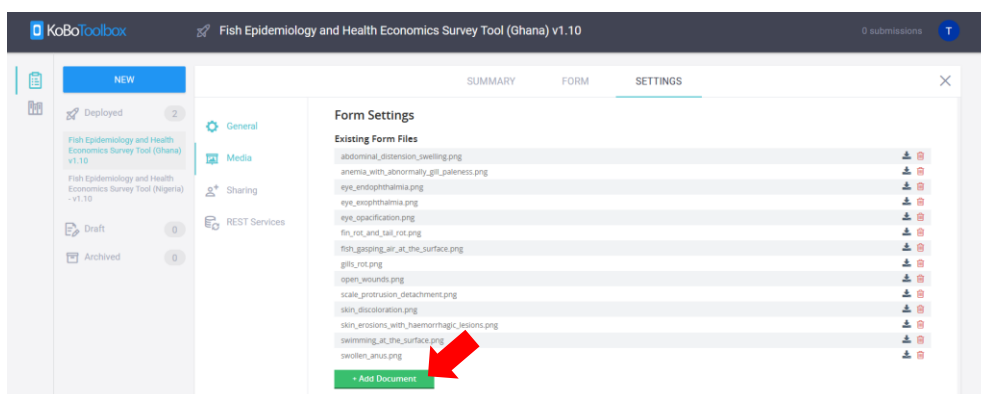 KoBoToolbox
Fish Epidemiology and Health Economics Survey Tool (Ghana) v1.10
0 submissions
T
NEW
SUMMARY
FORM
SETTINGS
Deployed
2
Fish Epidemiology and Health
Economics Survey Tool (Ghana)
v1.10
Fish Epidemiology and Health
Economics Survey Tool (Nigeria)
- v1.10
Draft
0
Archived
0
General
Media
Sharing
REST Services
Form Settings
Existing Form Files
abdominal_distension_swelling.png
anemia_with_abnormally_gill_paleness.png
eye_endophthalmia.png
eye_exophthalmia.png
eye_opacification.png
fin_rot_and_tail_rot.png
fish_gasping_air_at_the_surface.png
gills_rot.png
open_wounds.png
scale_protrusion_detachment.png
skin_discoloration.png
skin_erosions_with_haemorrhagic_lesions.png
swimming_at_the_surface.png
swollen_anus.png
+ Add Document